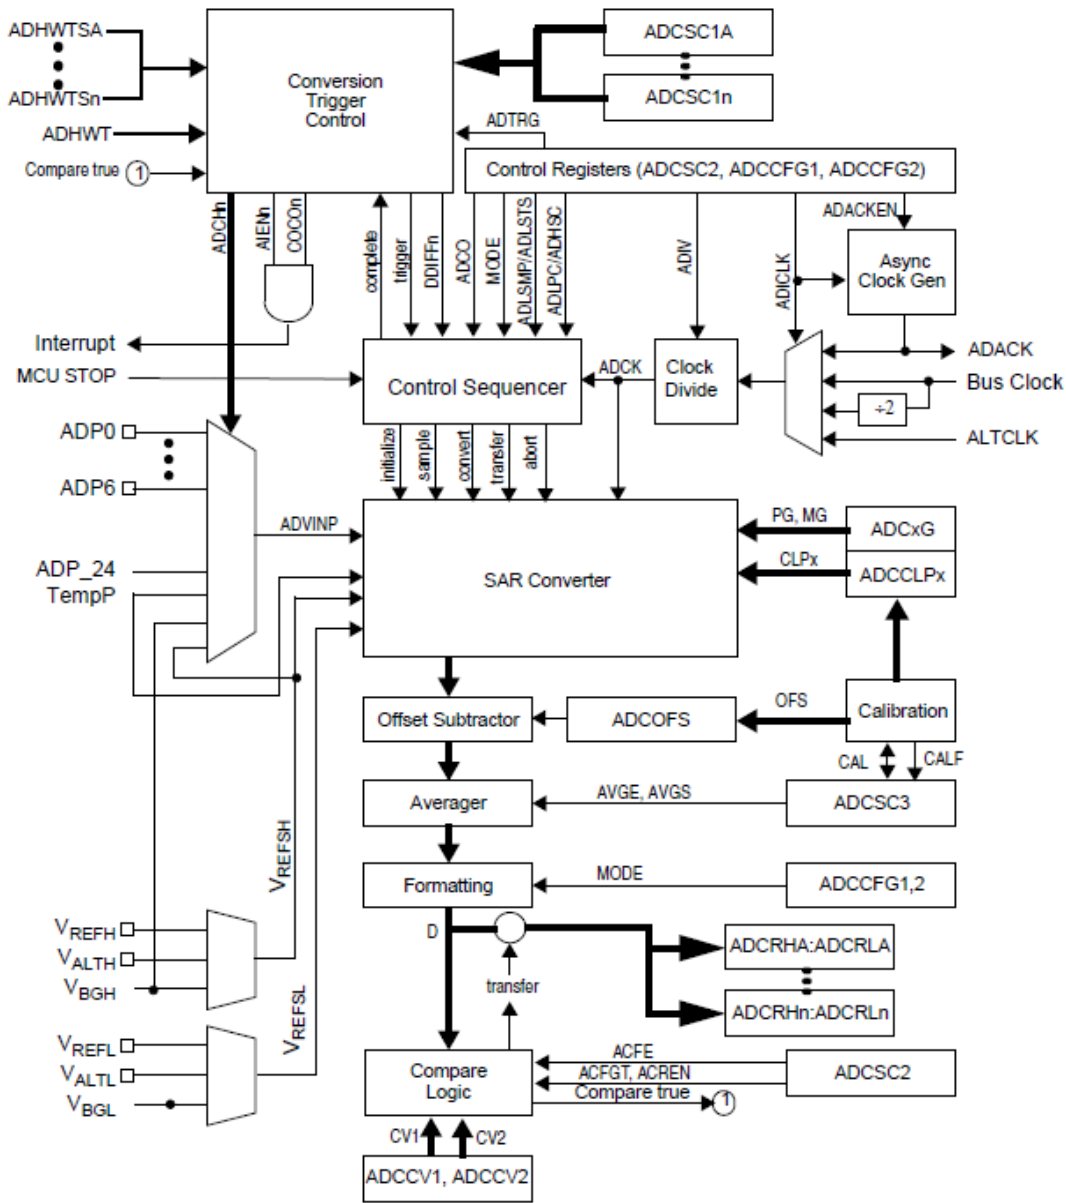 ADHWTSA
ADHWTSn
ADHWT
Compare true 1
Conversion
Trigger
Control
ADCSC1A
ADCSC1n
ADTRG
Control Registers (ADCSC2, ADCCFG1, ADCCFG2)
ADCHn
AIENn
COCOn
complete
trigger
DDIFFn
ADCO
MODE
ADLSMP/ADLSTS
ADLPC/ADHSC
ADIV
ADICLK
ADACKEN
Async
Clock Gen
Interrupt
MCU STOP
Control Sequencer
ADCK
Clock
Divide
ADACK
Bus Clock
÷2
ALTCLK
ADP0
ADP6
ADP_24
TempP
initialize
sample
convert
transfer
abort
ADVINP
SAR Converter
PG, MG
ADCxG
CLPx
ADCCLPx
Offset Subtractor
ADCOFS
OFS
Calibration
CAL
CALF
Averager
AVGE, AVGS
ADCSC3
Formatting
MODE
ADCCFG1,2
D
transfer
ADCRHA:ADCRLA
ADCRHn:ADCRLn
VREFSH
VREFSL
VREFH
VALTH
VBGH
VREFL
VALTL
VBGL
Compare
Logic
ACFE
ACFGT, ACREN
Compare true 1
ADCSC2
CV1
CV2
ADCCV1, ADCCV2